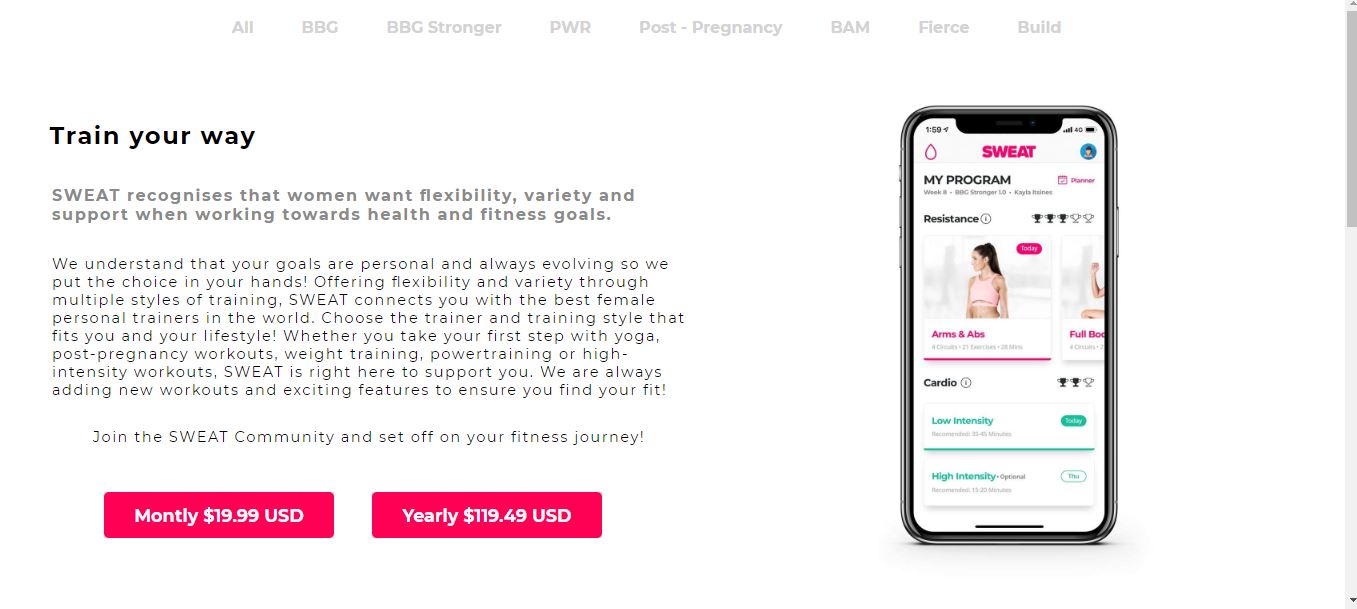 All BBG BBG Stronger PWR Post - Pregnancy BAM Fierce Build
Train your way
SWEAT recognises that women want flexibility, variety and
support when working towards health and fitness goals.
We understand that your goals are personal and always evolving so we
put the choice in your hands! Offering flexibility and variety through
multiple styles of training, SWEAT connects you with the best female
personal trainers in the world. Choose the trainer and training style that
fits you and your lifestyle! Whether you take your first step with yoga,
post-pregnancy workouts, weight training, powertraining or high-
intensity workouts, SWEAT is right here to support you. We are always
adding new workouts and exciting features to ensure you find your fit!
Join the SWEAT Community and set off on your fitness journey!
Montly $19.99 USD
Yearly $119.49 USD
1:59 4G
SWEAT
MY PROGRAM
Planner
Week 8 • BBG Stronger 1.0 • Kayla Itsines
Resistance
Today
Arms & Abs
4 Circuits • 21 Exercises • 28 Mins
Full Bod
4 Circuits • 2
Cardio
Low Intensity
Today
Recomended: 35-45 Minutes
High Intensity • Optional
Thu
Recomended: 15-20 Minutes